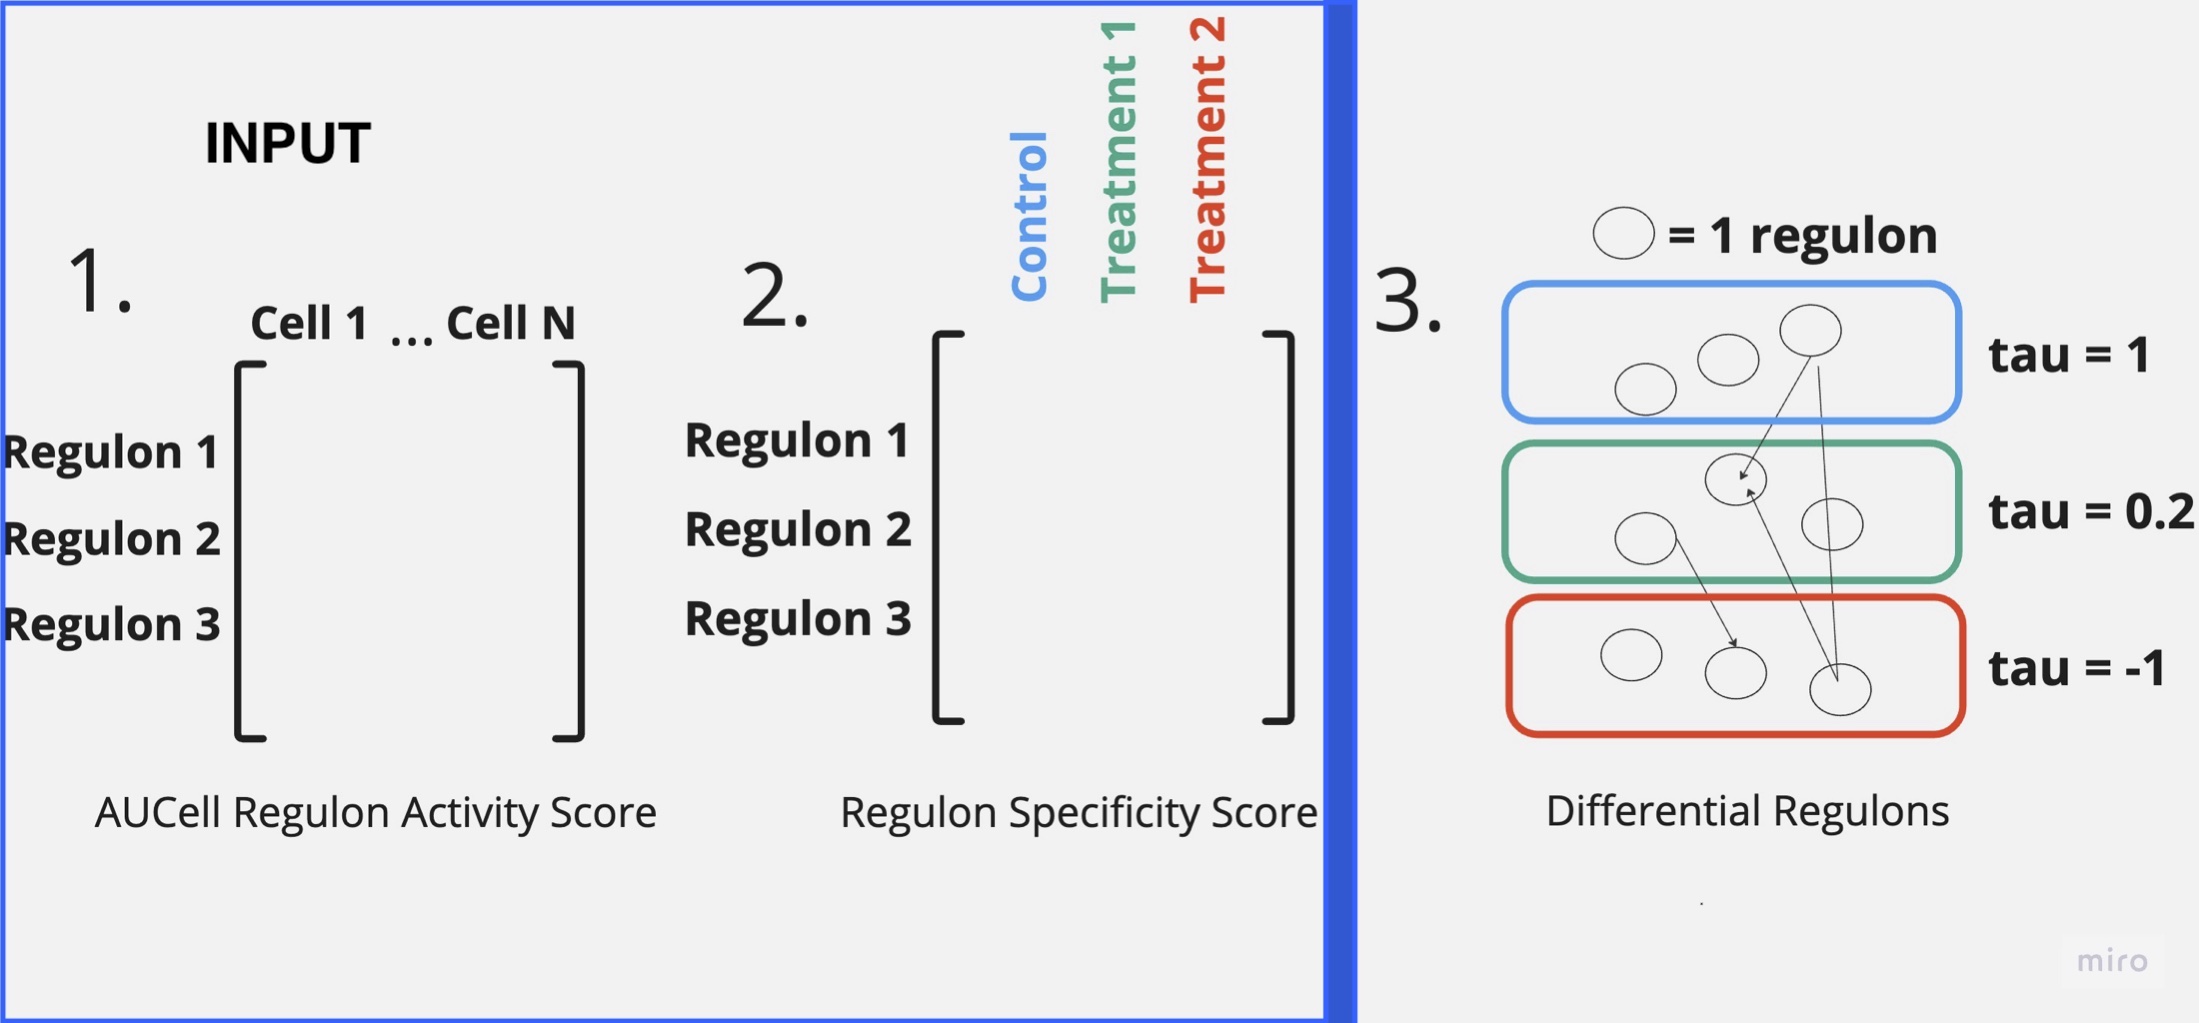 INPUT
1.
Cell 1 ... Cell N
Regulon 1
Regulon 2
Regulon 3
AUCell Regulon Activity Score
2.
Control
Treatment 1
Treatment 2
Regulon 1
Regulon 2
Regulon 3
Regulon Specificity Score
3.
= 1 regulon
tau = 1
tau = 0.2
tau = -1
Differential Regulons
.
miro